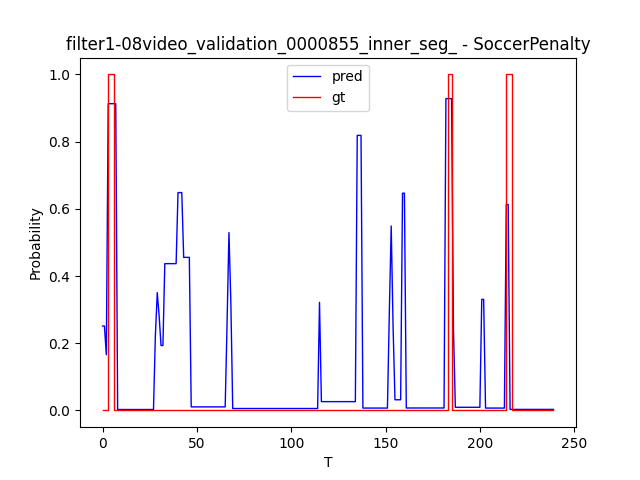 filter1-08video_validation_0000855_inner_seg_ - SoccerPenalty
pred
gt
1.0
0.8
0.6
0.4
0.2
0.0
Probability
0
50
100
150
200
250
T